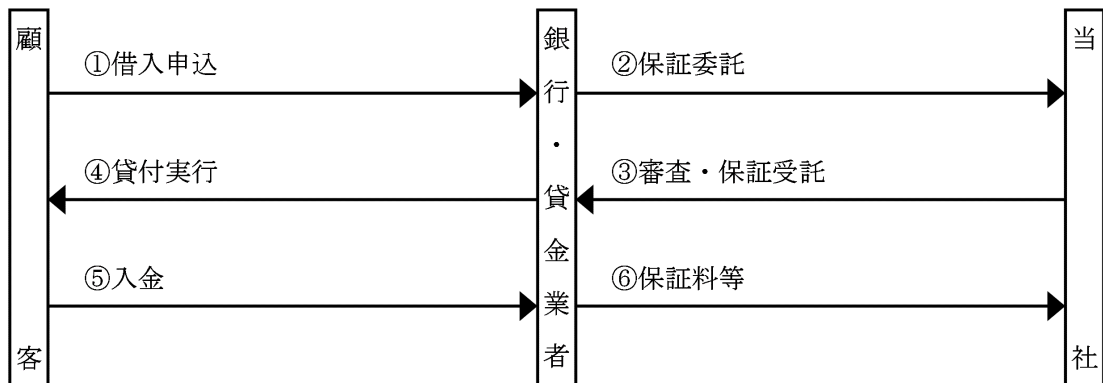 顧客
銀行・貸金業者
当社
①借入申込
②保証委託
④貸付実行
③審査・保証受託
⑤入金
⑥保証料等